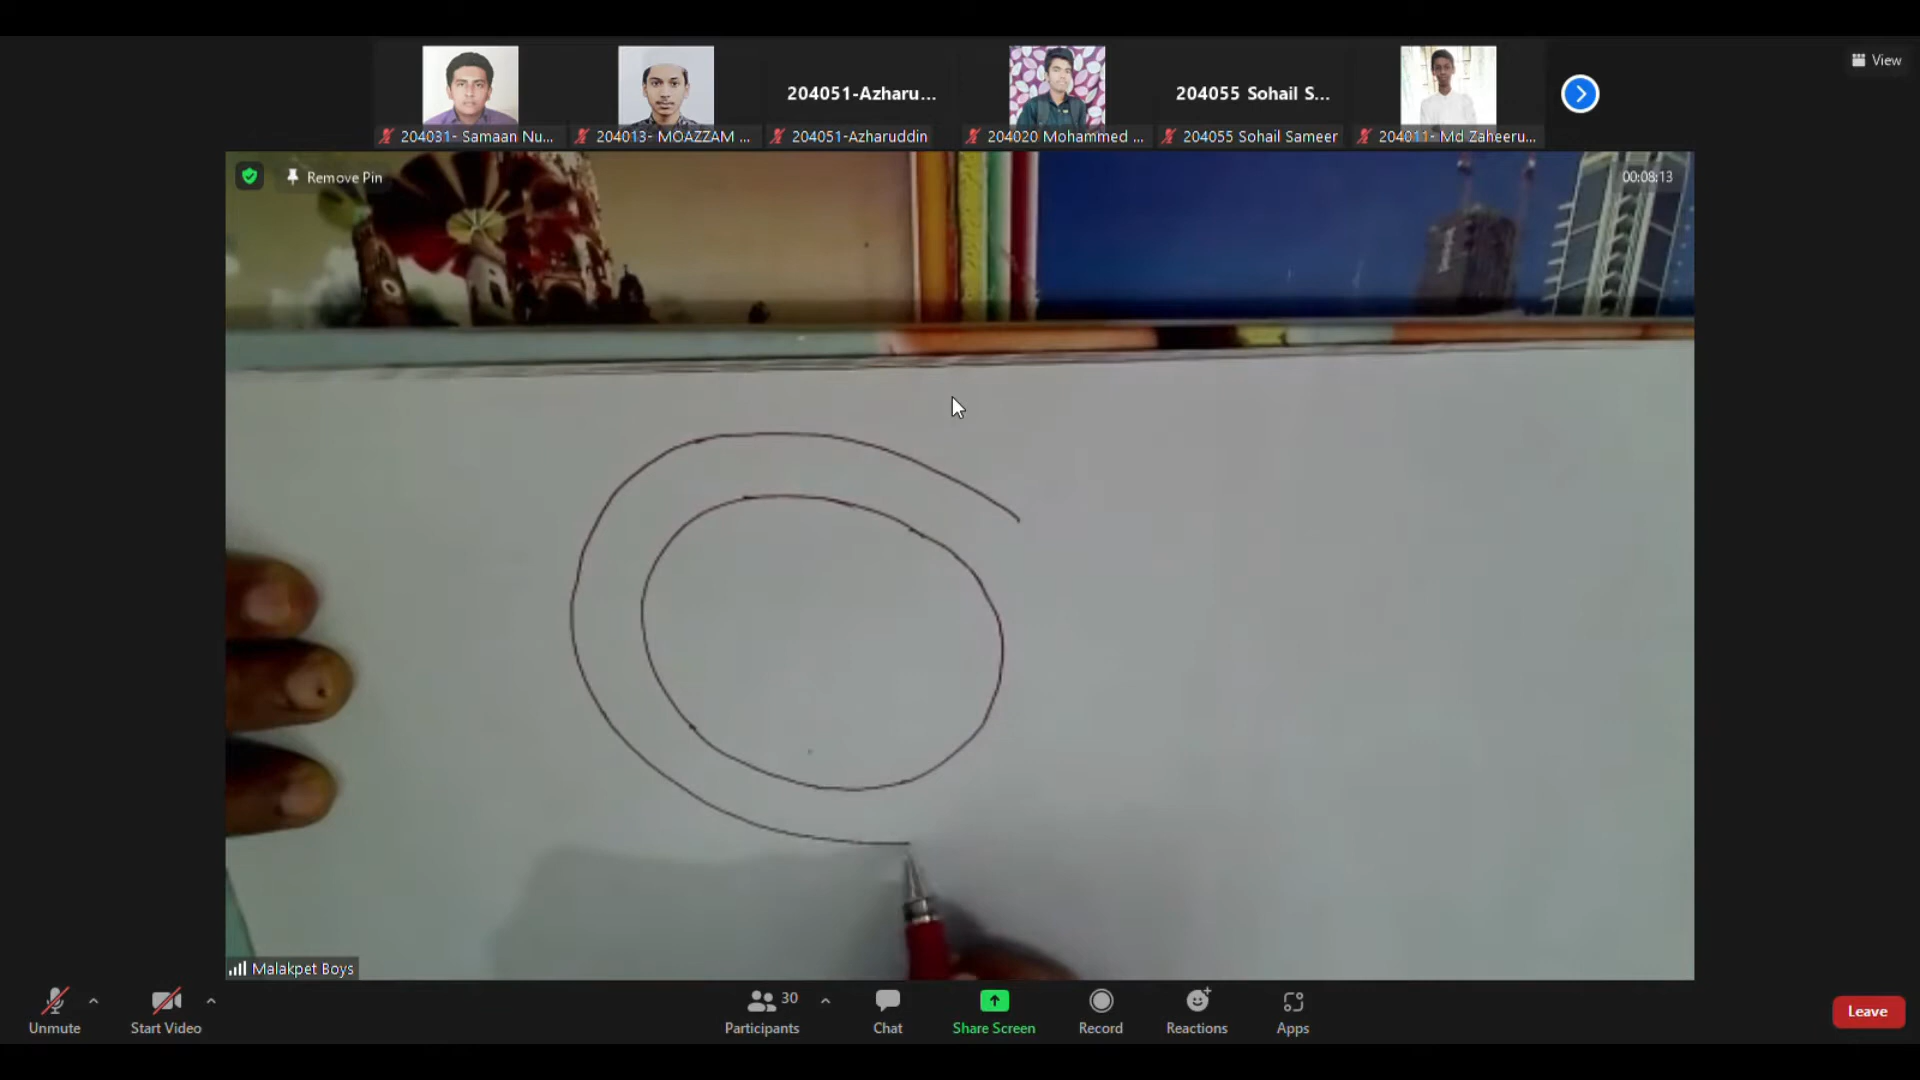 View
204051-Azharu...
204055 Sohail S...
204031- Samaan Nu...
204013- MOAZZAM ...
204051-Azharuddin
204020 Mohammed ...
204055 Sohail Sameer
204011- Md Zaheeru...
Remove Pin
00:08:13
Malakpet Boys
Unmute
Start Video
30
Participants
Chat
Share Screen
Record
Reactions
Apps
Leave